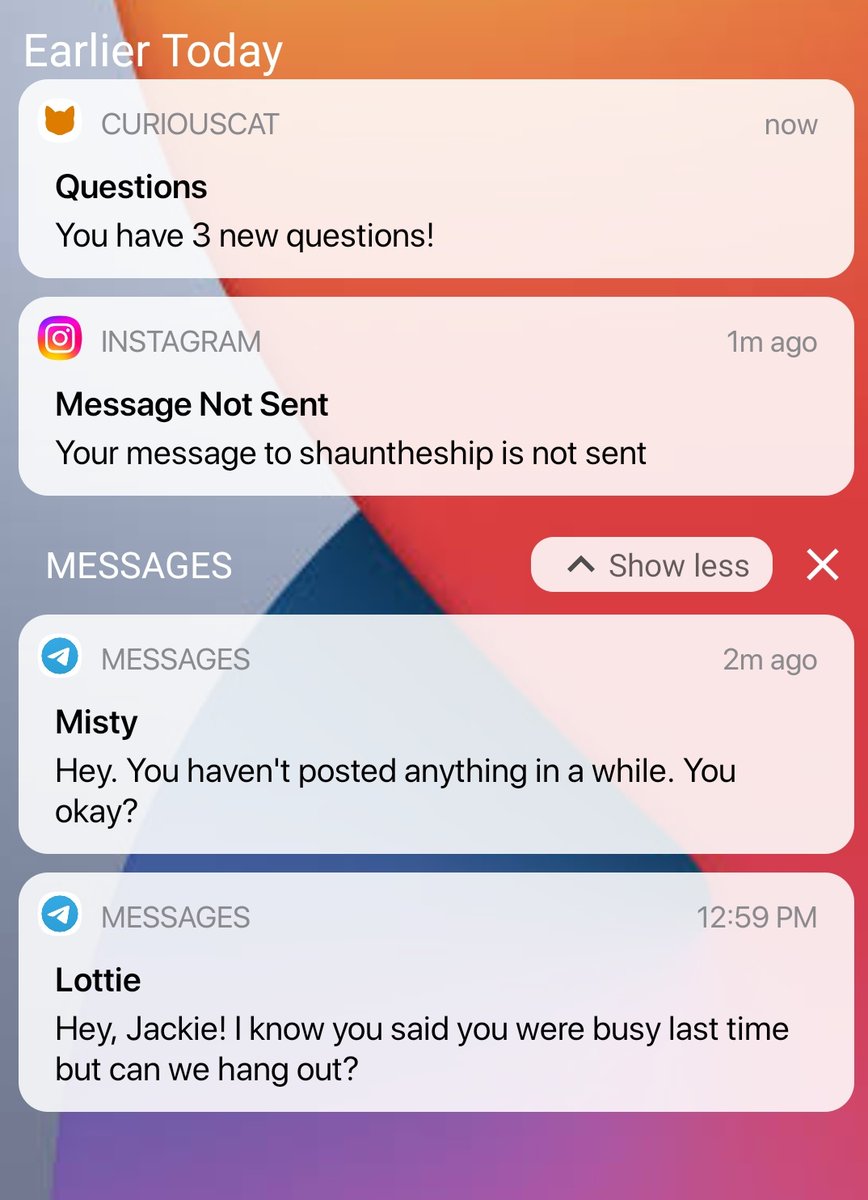 Earlier Today
CURIOUSCAT now
Questions
You have 3 new questions!
INSTAGRAM 1m ago
Message Not Sent
Your message to shauntheship is not sent
MESSAGES Show less
MESSAGES 2m ago
Misty
Hey. You haven't posted anything in a while. You
okay?
MESSAGES 12:59 PM
Lottie
Hey, Jackie! I know you said you were busy last time
but can we hang out?